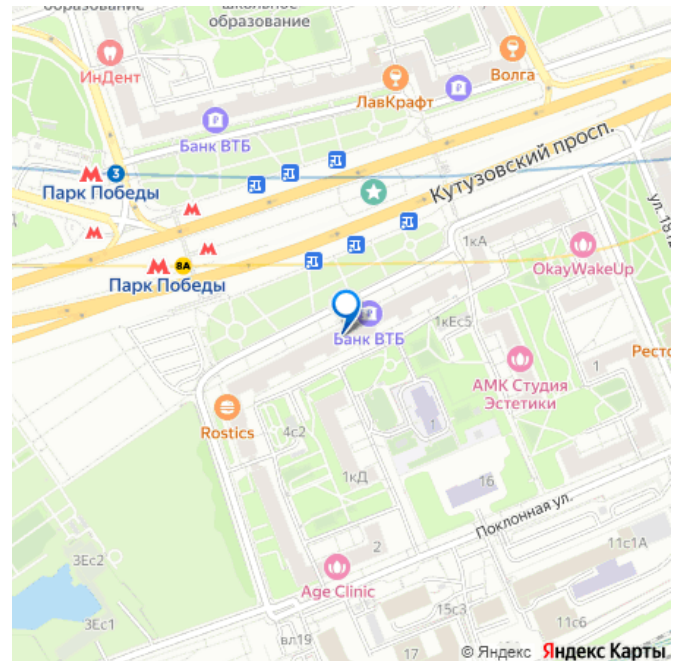 образование
школьное
образование
ИнДент
Волга
ЛавКрафт
Банк ВТБ
3
Парк Победы
Кутузовский просп.
ул. 1812
1кА
8А
Парк Победы
OkayWakeUp
Банк ВТБ
1кЕс5
1
Ресто
АМК Студия
Эстетики
Rostics
4с2
1
1кД
16
Поклонная ул.
2
11с1А
3Ес2
Age Clinic
15с3
3Ес1
11с6
вл19
17
© Яндекс Яндекс Карты